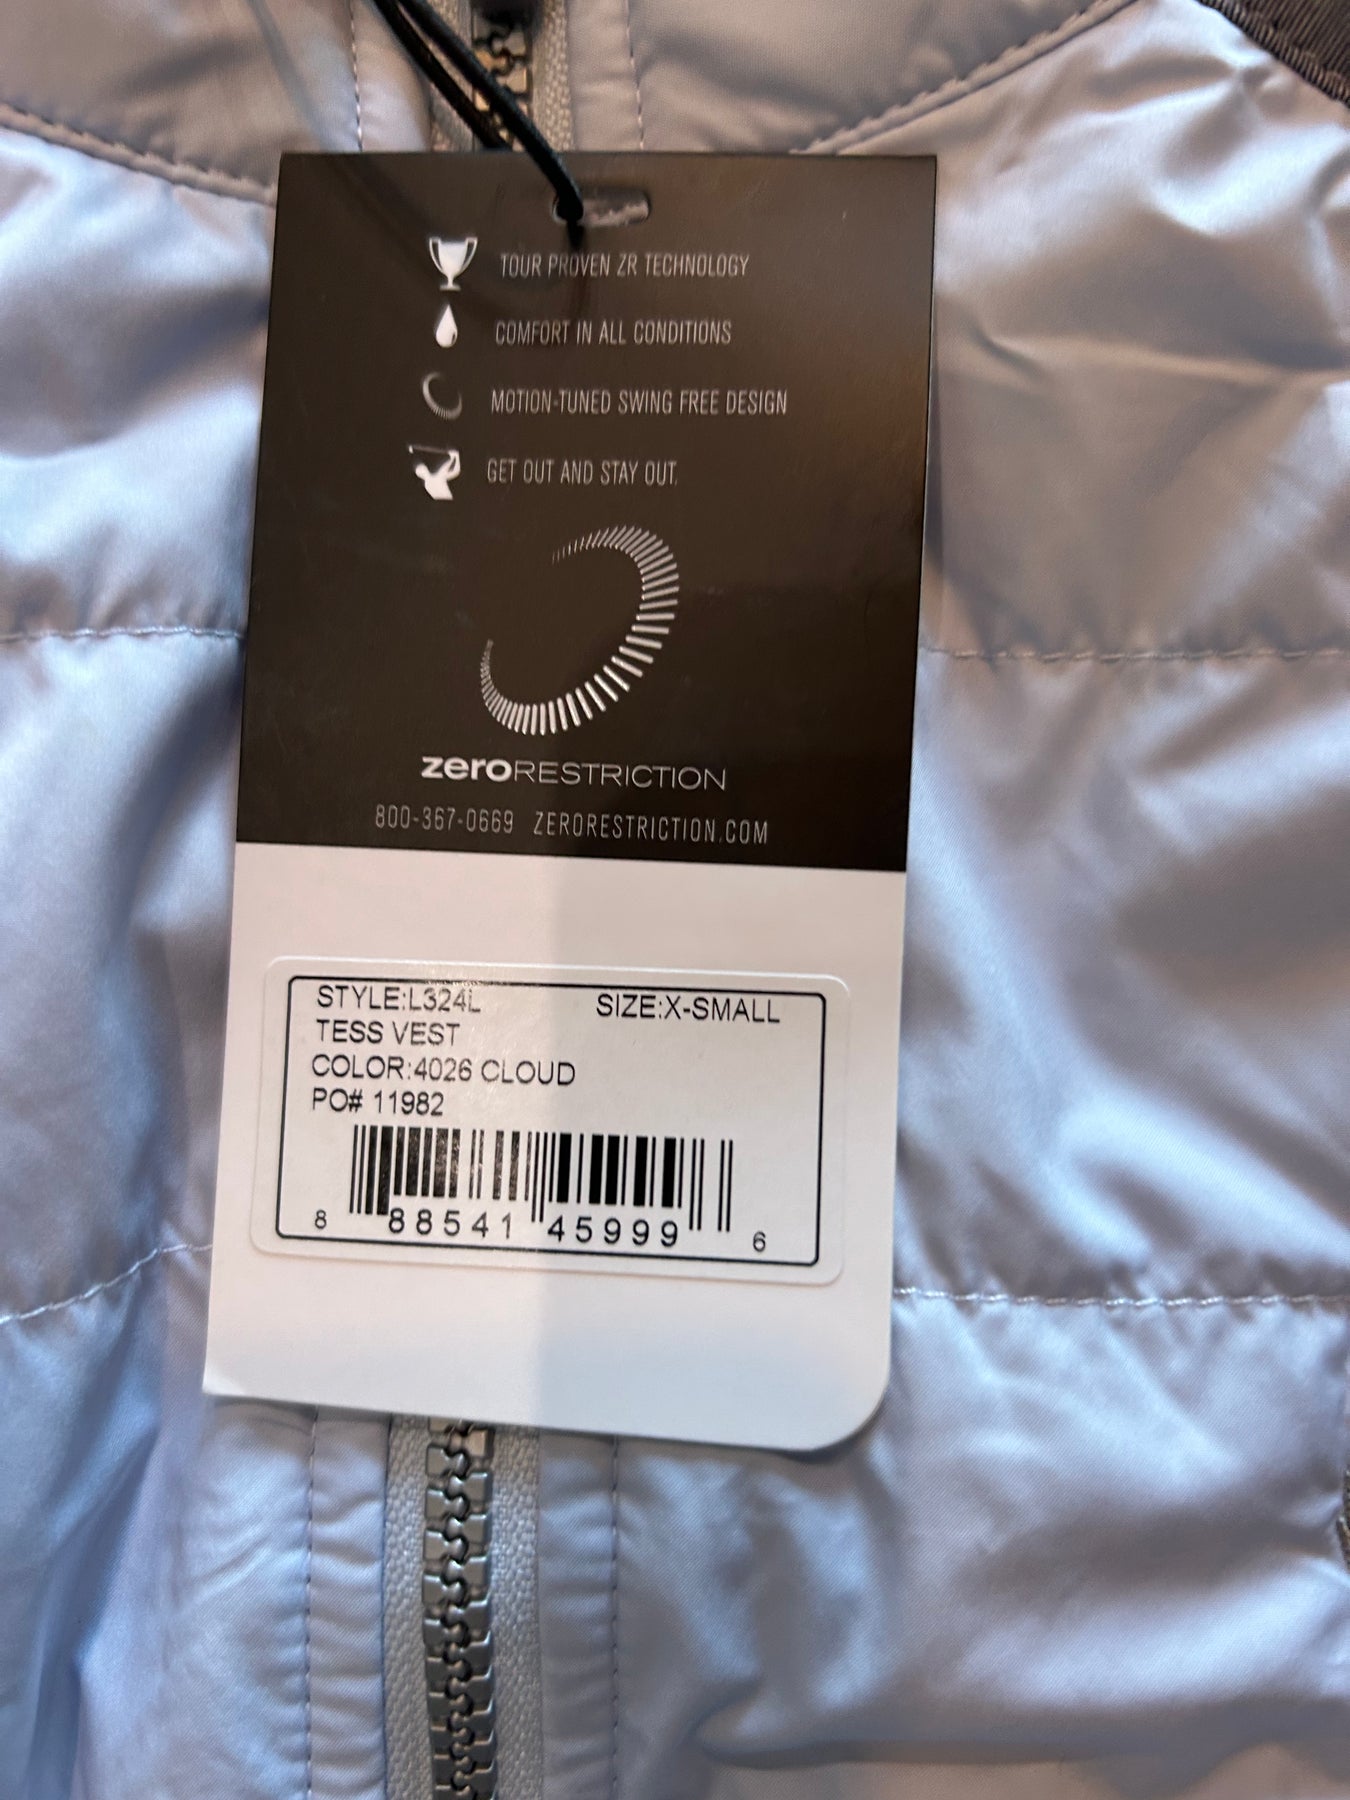 TOUR PROVEN ZR TECHNOLOGY
COMFORT IN ALL CONDITIONS
MOTION-TUNED SWING FREE DESIGN
GET OUT AND STAY OUT.
zeroRESTRICTION
800-367-0669 ZERORESTRICTION.COM
STYLE:L324L SIZE:X-SMALL
TESS VEST
COLOR:4026 CLOUD
PO# 11982
8 88541 45999 6